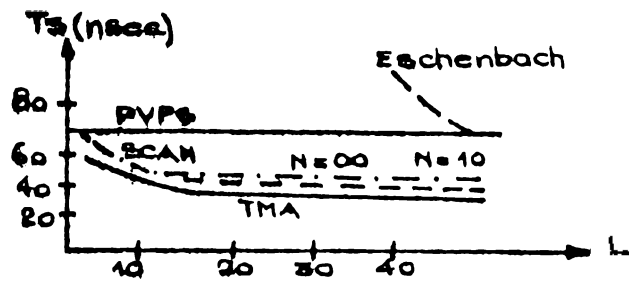 Ts (nsec)
Eschenbach
80
PVPS
60
SCAN
N = 00
N = 10
40
TMA
20
10
20
30
40
L